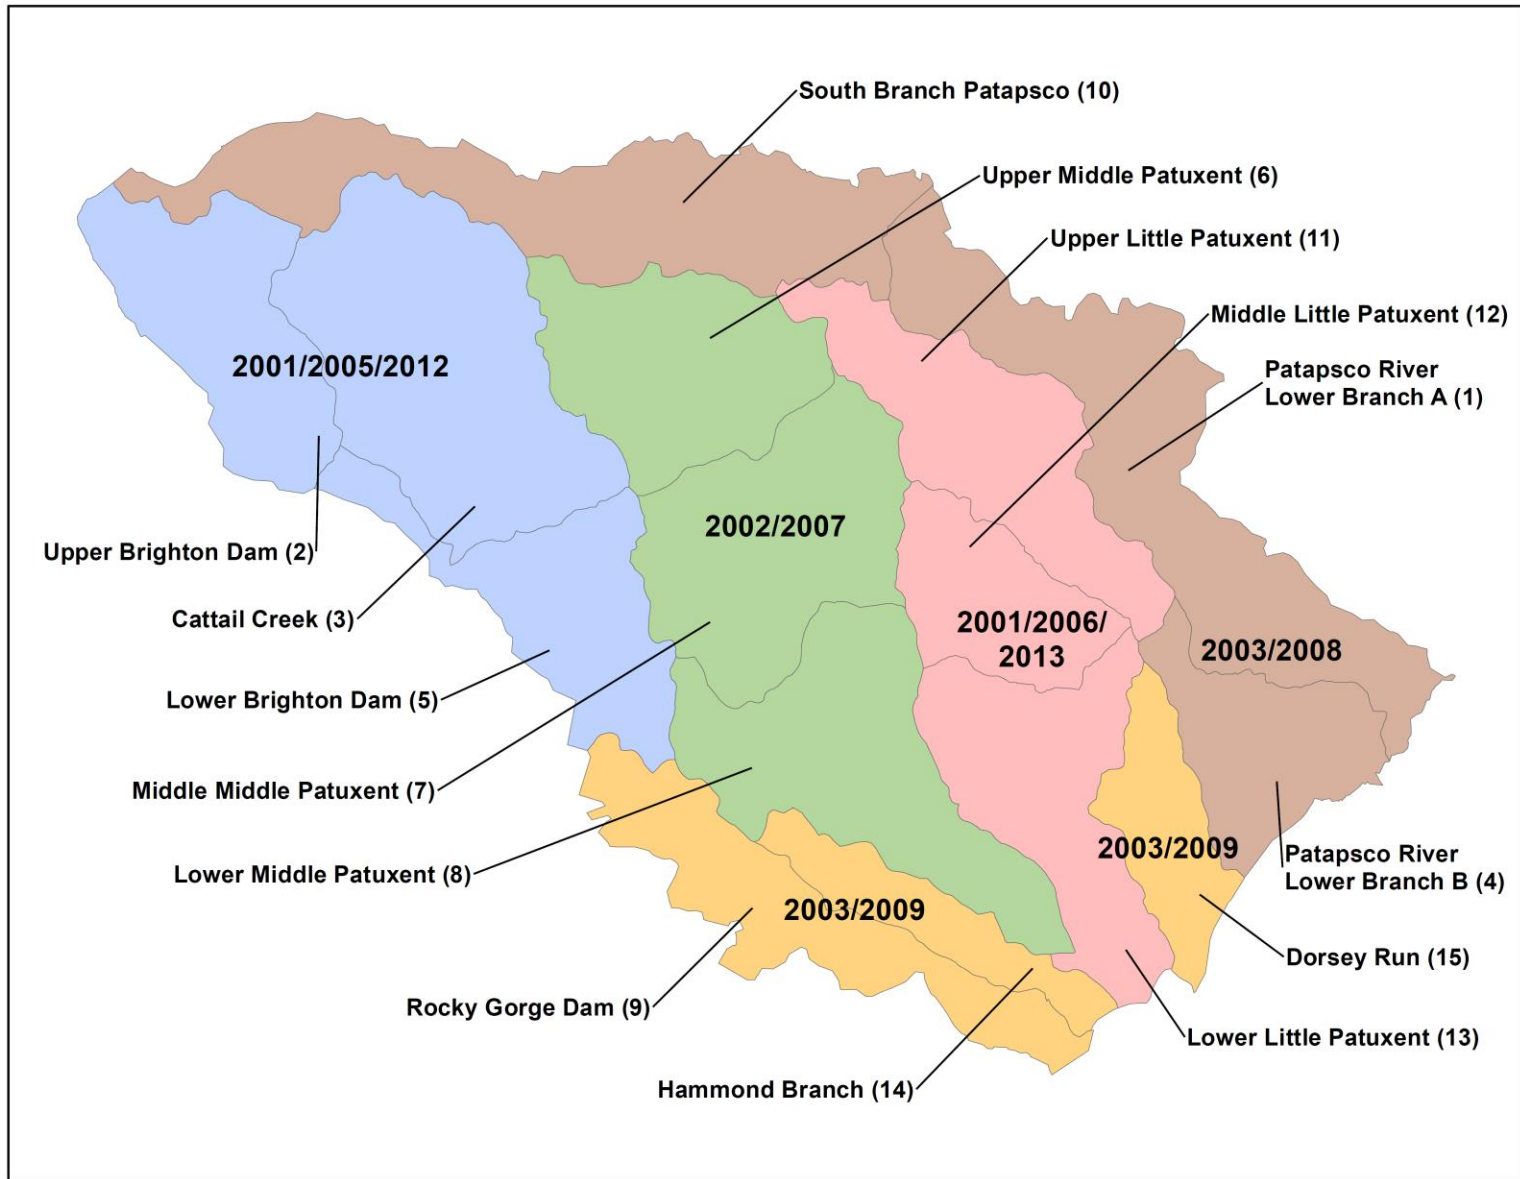 South Branch Patapsco (10)
Upper Middle Patuxent (6)
Upper Little Patuxent (11)
Middle Little Patuxent (12)
2001/2005/2012
Patapsco River
Lower Branch A (1)
2002/2007
Upper Brighton Dam (2)
Cattail Creek (3)
2001/2006/
2013
2003/2008
Lower Brighton Dam (5)
Middle Middle Patuxent (7)
2003/2009
Patapsco River
Lower Branch B (4)
Lower Middle Patuxent (8)
2003/2009
Dorsey Run (15)
Rocky Gorge Dam (9)
Lower Little Patuxent (13)
Hammond Branch (14)